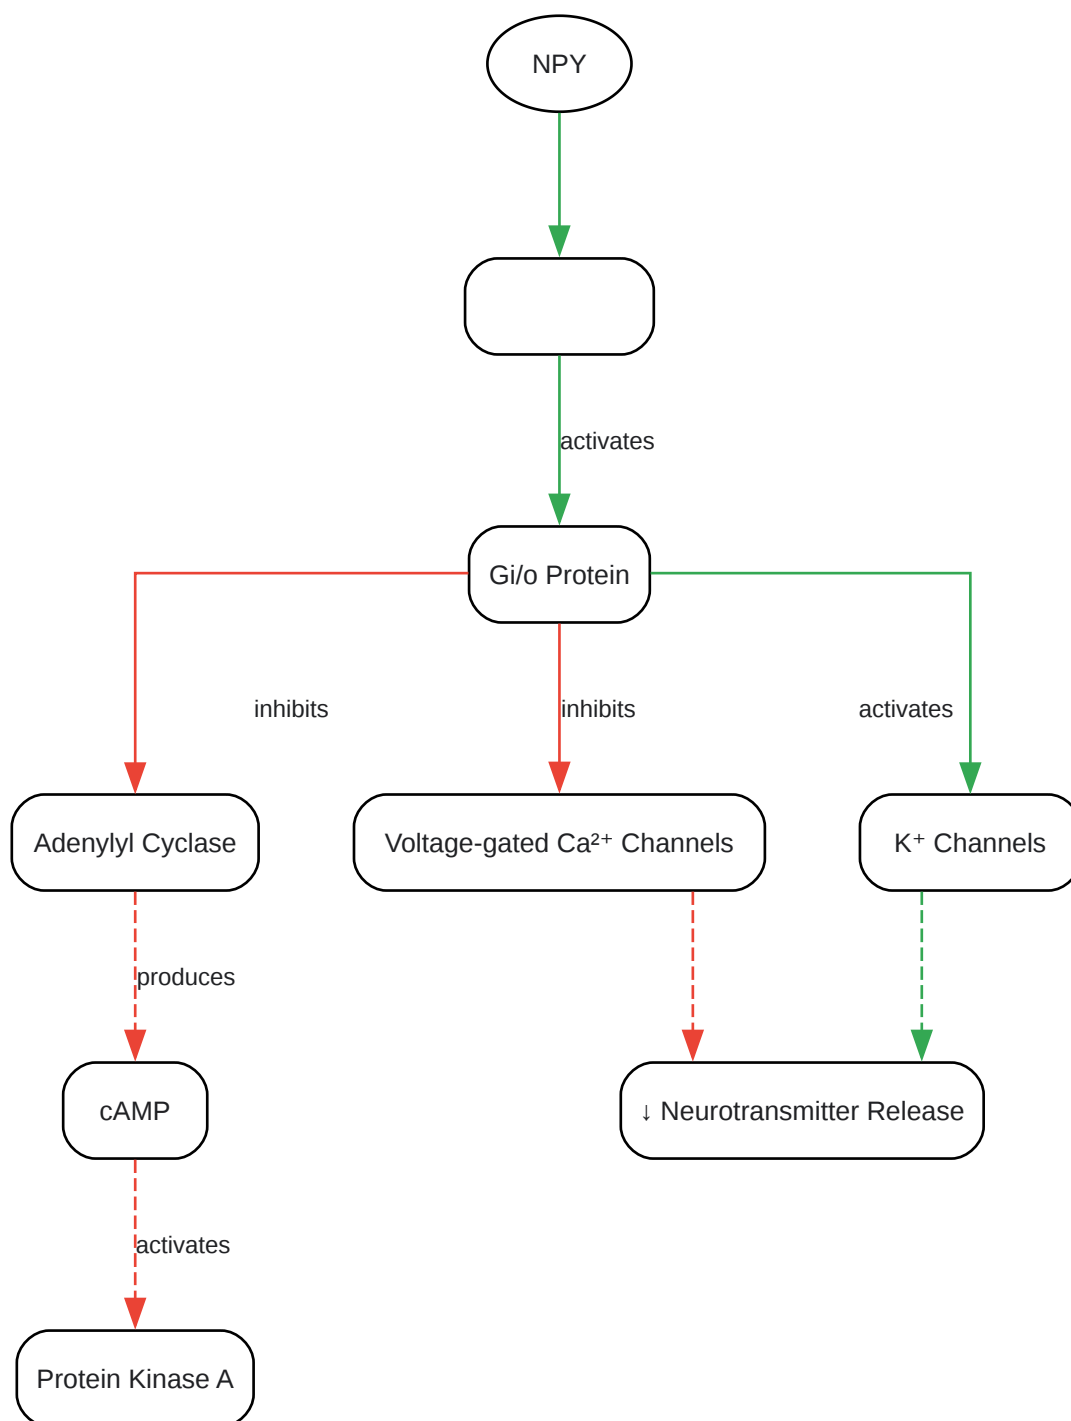 NPY
activates
Gi/o Protein
inhibits
inhibits
activates
Adenylyl Cyclase
Voltage-gated Ca²⁺ Channels
K⁺ Channels
produces
cAMP
↓ Neurotransmitter Release
activates
Protein Kinase A